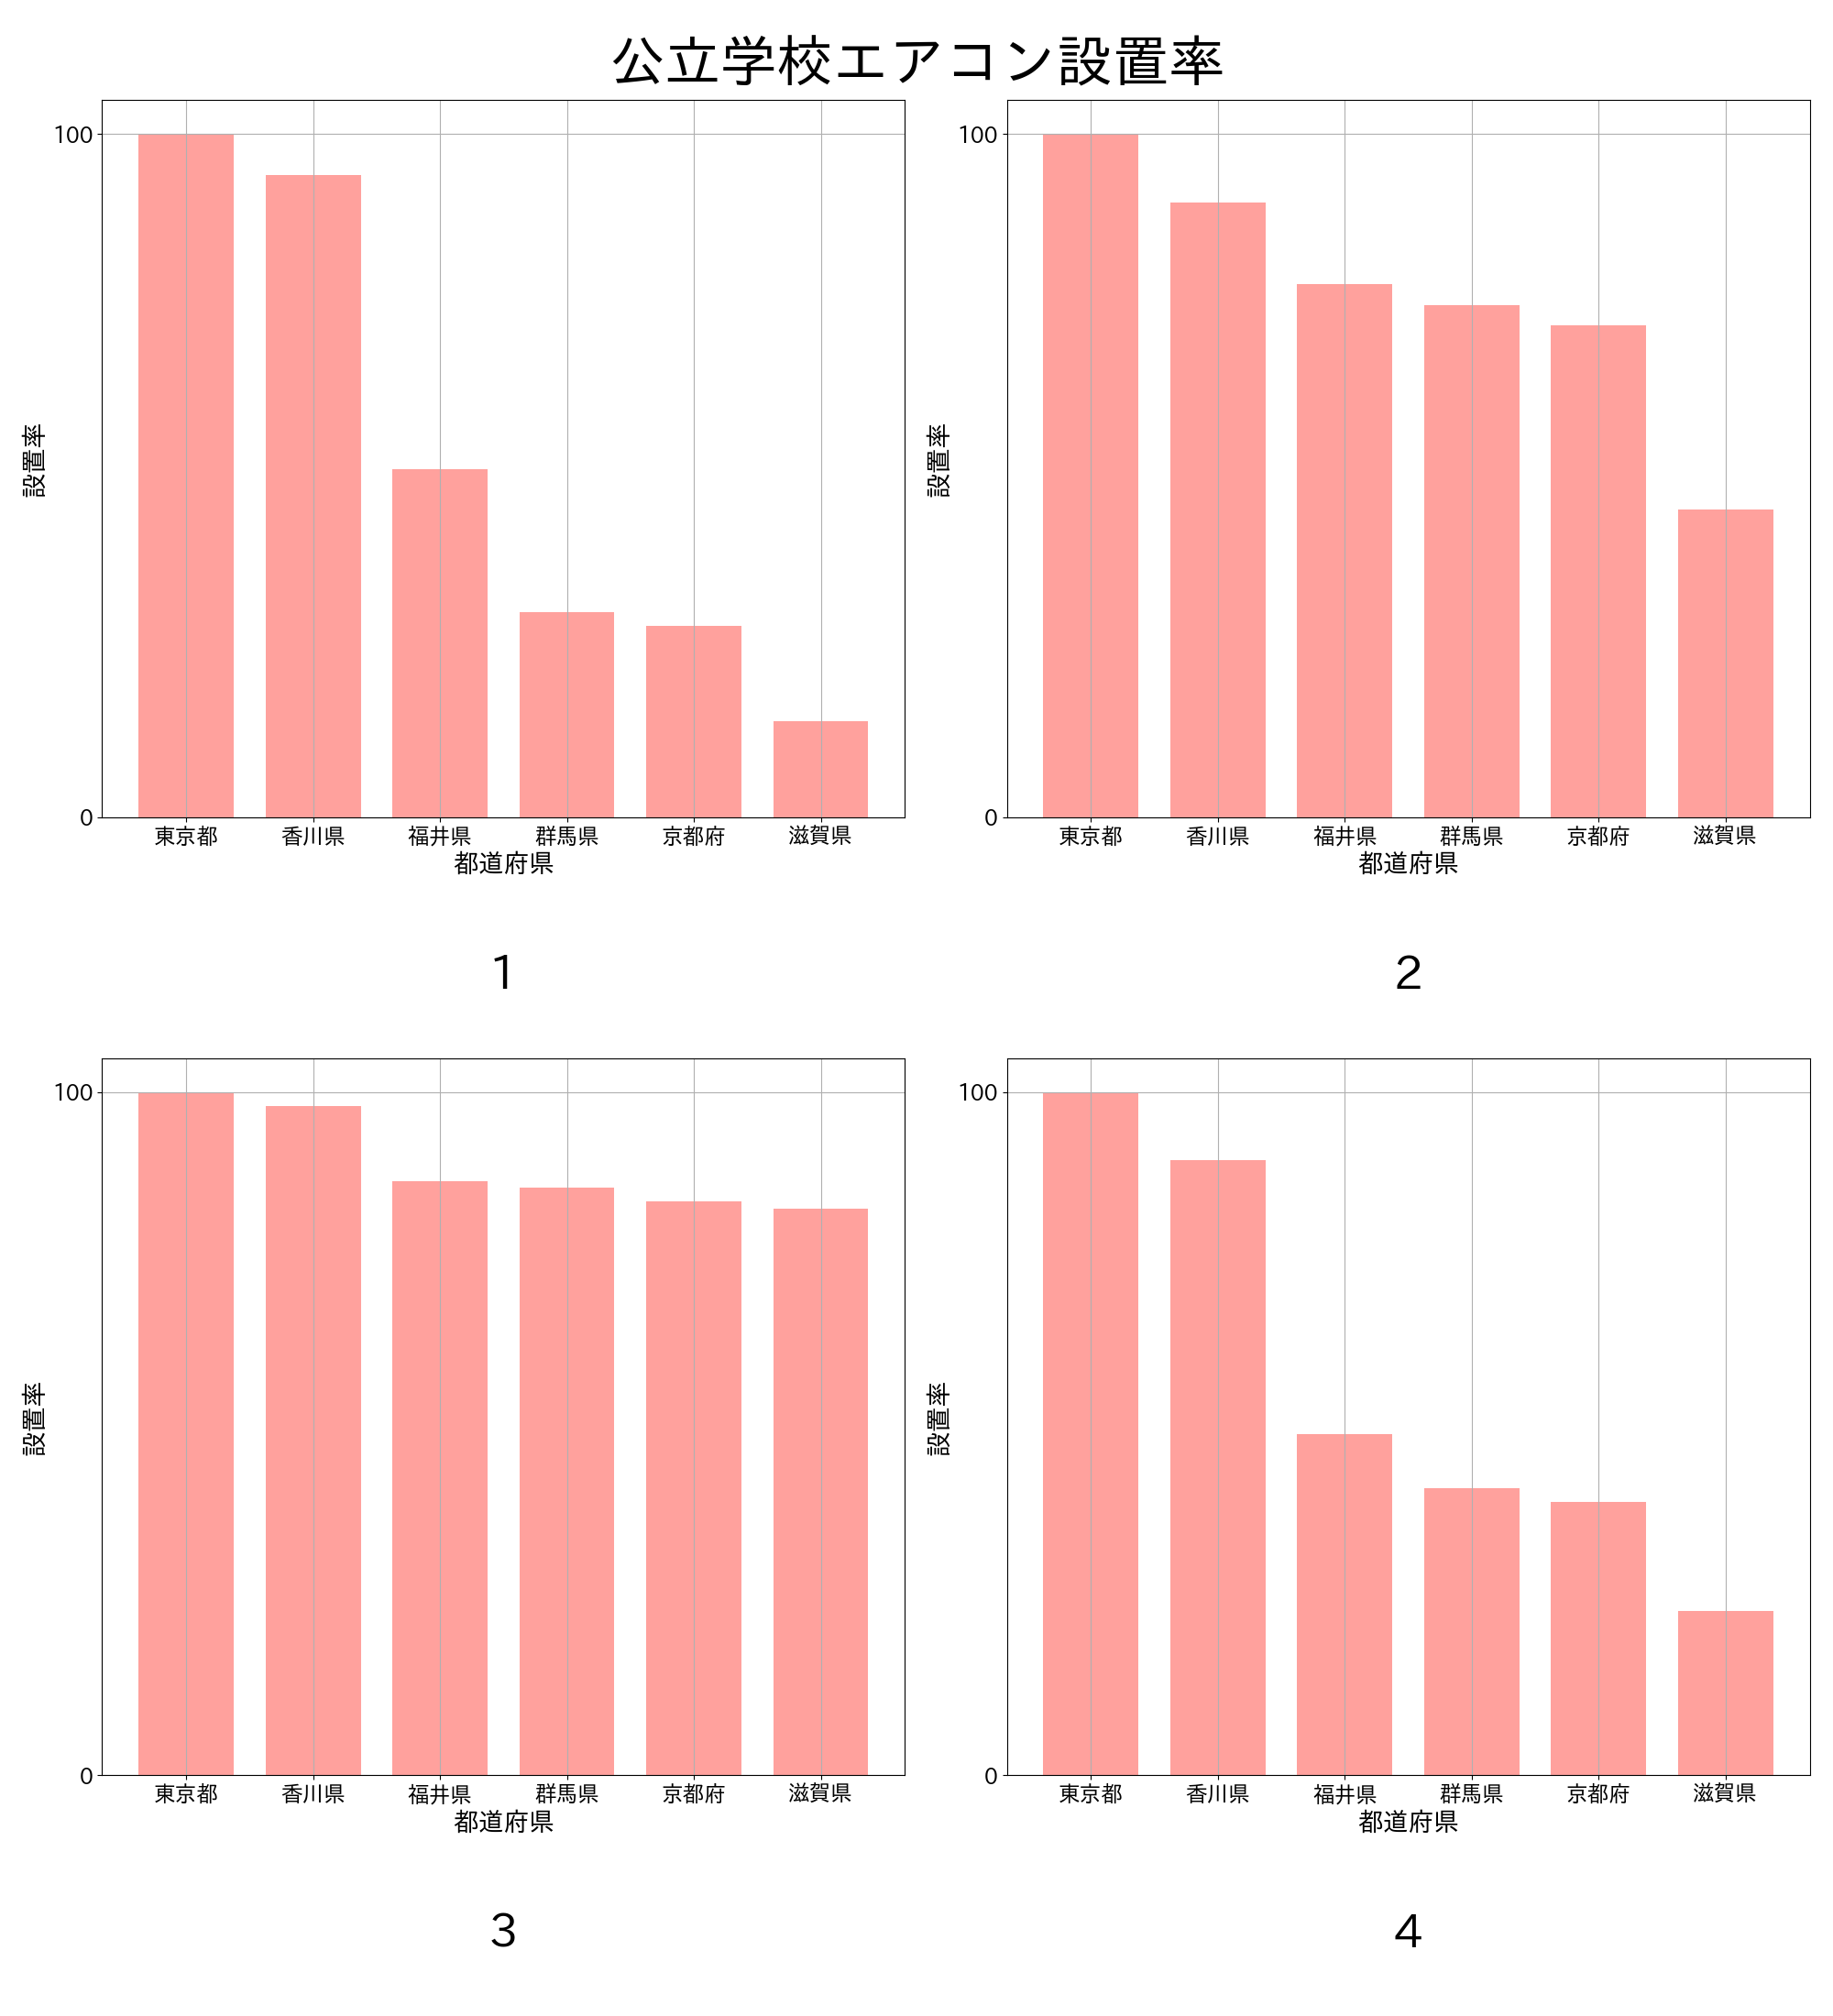 公立学校エアコン設置率
100
0
設置率
東京都 香川県 福井県 群馬県 京都府 滋賀県
都道府県
1
100
0
設置率
東京都 香川県 福井県 群馬県 京都府 滋賀県
都道府県
2
100
0
設置率
東京都 香川県 福井県 群馬県 京都府 滋賀県
都道府県
3
100
0
設置率
東京都 香川県 福井県 群馬県 京都府 滋賀県
都道府県
4